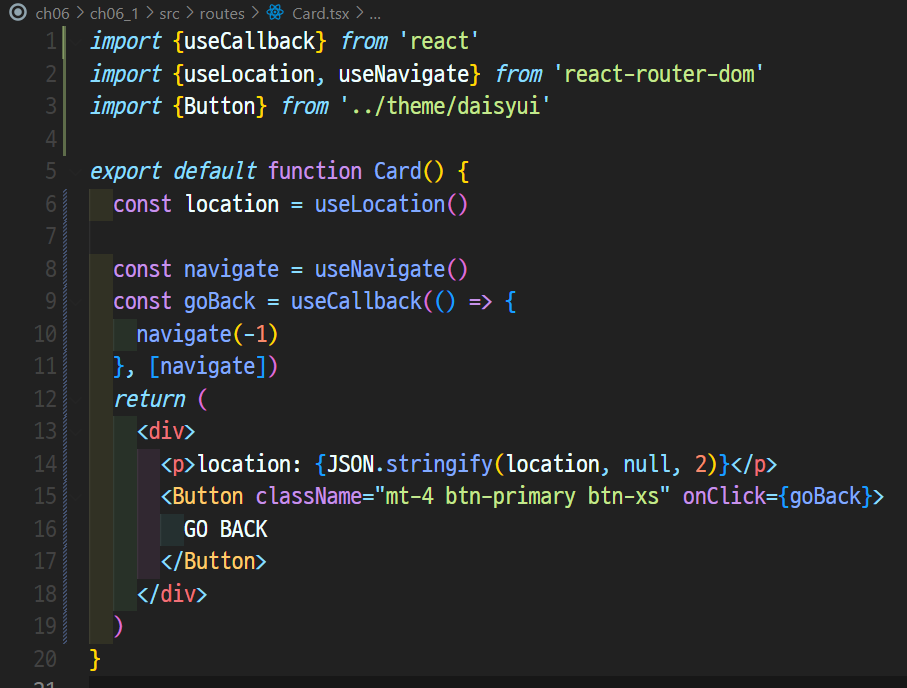 ch06 > ch06_1 > src > routes > Card.tsx > ...
1 import {useCallback} from 'react'
2 import {useLocation, useNavigate} from 'react-router-dom'
3 import {Button} from '../theme/daisyui'
4
5 export default function Card() {
6   const location = useLocation()
7
8   const navigate = useNavigate()
9   const goBack = useCallback(() => {
10     navigate(-1)
11   }, [navigate])
12   return (
13     <div>
14       <p>location: {JSON.stringify(location, null, 2)}</p>
15       <Button className="mt-4 btn-primary btn-xs" onClick={goBack}>
16         GO BACK
17       </Button>
18     </div>
19   )
20 }
21